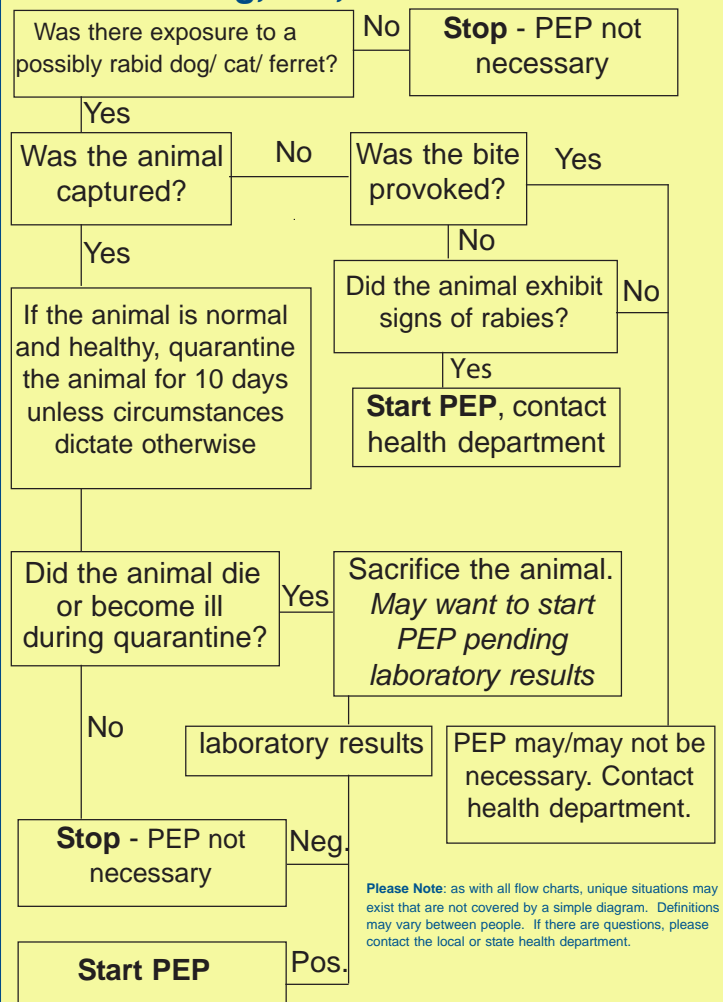 Was there exposure to a
possibly rabid dog/ cat/ ferret?
No
Stop - PEP not
necessary
Yes
Was the animal
captured?
No
Was the bite
provoked?
Yes
Yes
No
If the animal is normal
and healthy, quarantine
the animal for 10 days
unless circumstances
dictate otherwise
Did the animal exhibit
signs of rabies?
No
Yes
Start PEP, contact
health department
Did the animal die
or become ill
during quarantine?
Yes
Sacrifice the animal.
May want to start
PEP pending
laboratory results
No
laboratory results
PEP may/may not be
necessary. Contact
health department.
Stop - PEP not
necessary
Neg.
Please Note: as with all flow charts, unique situations may
exist that are not covered by a simple diagram. Definitions
may vary between people. If there are questions, please
contact the local or state health department.
Start PEP
Pos.